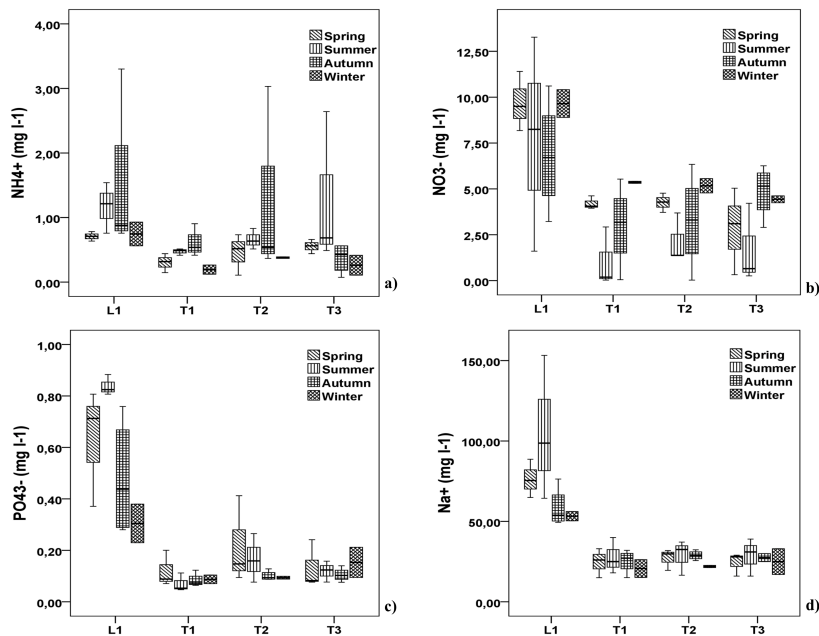 4,00
3,00
2,00
1,00
0,00
NH4+ (mg l-1)
Spring
Summer
Autumn
Winter
L1 T1 T2 T3
a)
12,50
10,00
7,50
5,00
2,50
0,00
NO3- (mg l-1)
Spring
Summer
Autumn
Winter
L1 T1 T2 T3
b)
1,00
0,80
0,60
0,40
0,20
0,00
PO43- (mg l-1)
Spring
Summer
Autumn
Winter
L1 T1 T2 T3
c)
150,00
100,00
50,00
00,00
Na+ (mg l-1)
Spring
Summer
Autumn
Winter
L1 T1 T2 T3
d)